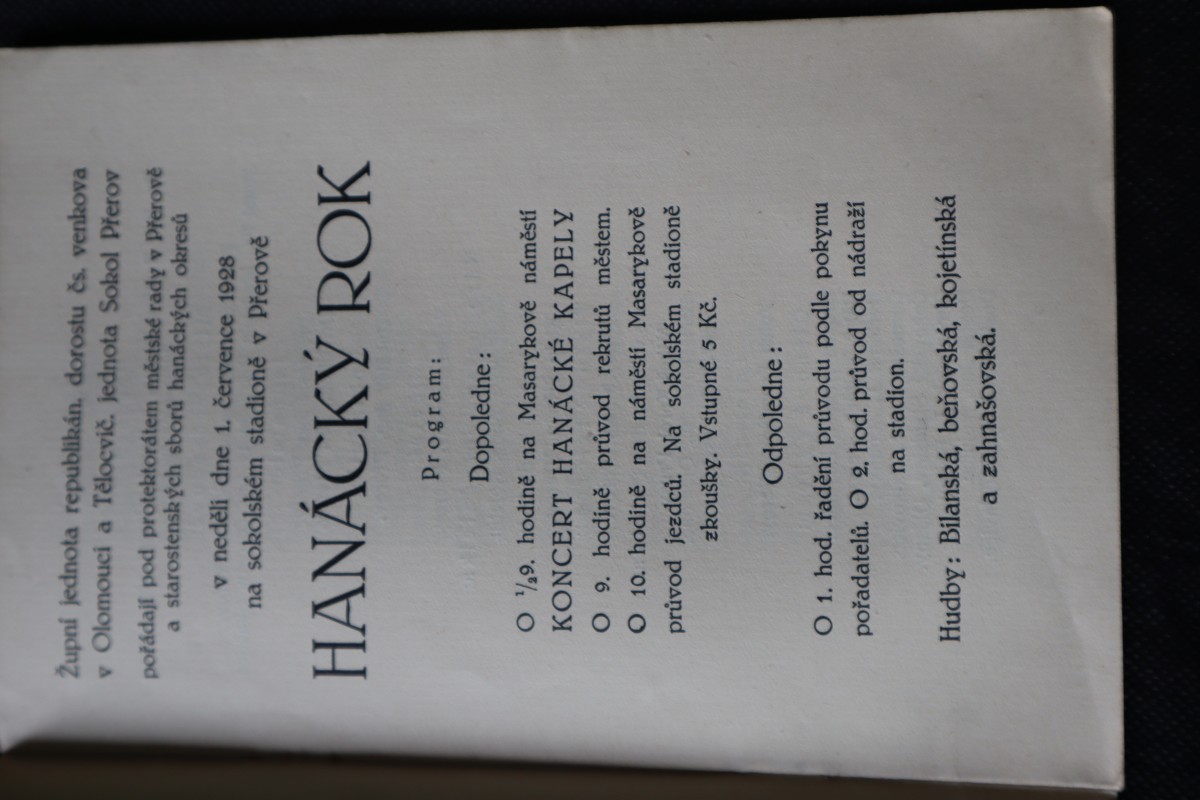 Župní jednota republikán. dorostu čs. venkova
v Olomouci a Tělocvič. jednota Sokol Přerov
pořádají pod protektorátem městské rady v Přerově
a starostenských sborů hanáckých okresů
v neděli dne 1. července 1928
na sokolském stadioně v Přerově
HANÁCKÝ ROK
Program:
Dopoledne:
O ½9. hodině na Masarykově náměstí
KONCERT HANÁCKÉ KAPELY
O 9. hodině průvod rekrutů městem.
O 10. hodině na náměstí Masarykově
průvod jezdců. Na sokolském stadioně
zkoušky. Vstupné 5 Kč.
Odpoledne:
O 1. hod. řadění průvodu podle pokynu
pořadatelů. O 2. hod. průvod od nádraží
na stadion.
Hudby: Bilanská, beňovská, kojetínská
a zahnašovská.